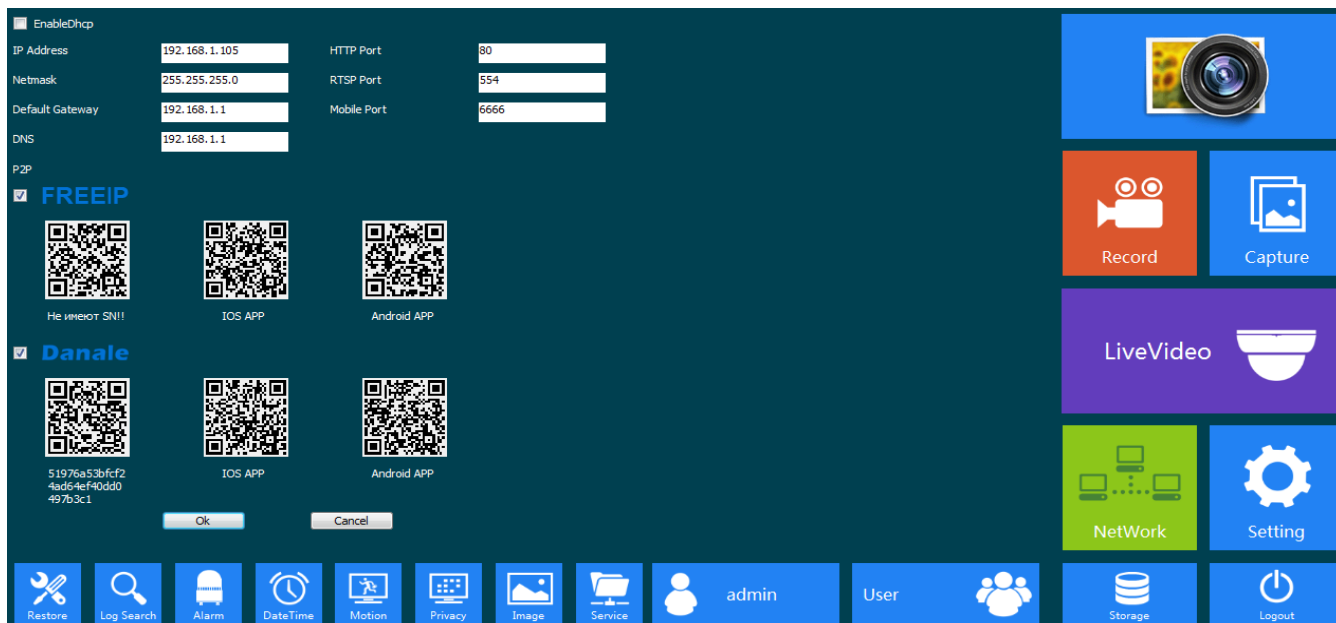 EnableDhcp
IP Address 192.168.1.105 HTTP Port 80
Netmask 255.255.255.0 RTSP Port 554
Default Gateway 192.168.1.1 Mobile Port 6666
DNS 192.168.1.1
P2P
FREEIP
Не имеют SN!! IOS APP Android APP
Danale
51976a53bfcf2 IOS APP Android APP
4ad64ef40dd0
497b3c1
Ok Cancel
Record Capture
LiveVideo
NetWork Setting
Restore Log Search Alarm DateTime Motion Privacy Image Service admin User Storage Logout